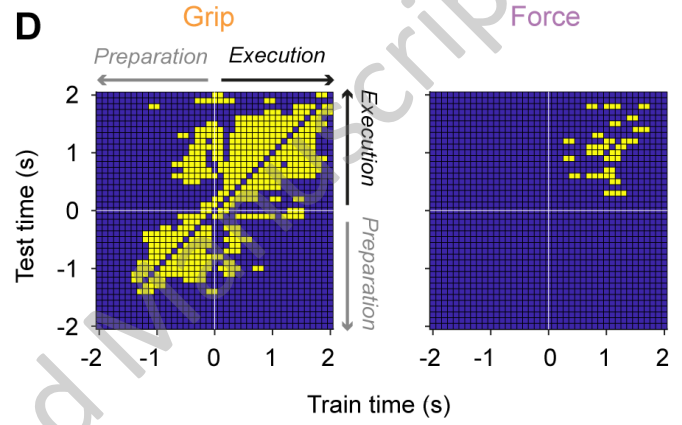 D
Grip
Force
Preparation Execution
Execution
Preparation
Test time (s)
2
1
0
-1
-2
-2 -1 0 1 2
-2 -1 0 1 2
Train time (s)
d Manuscrip